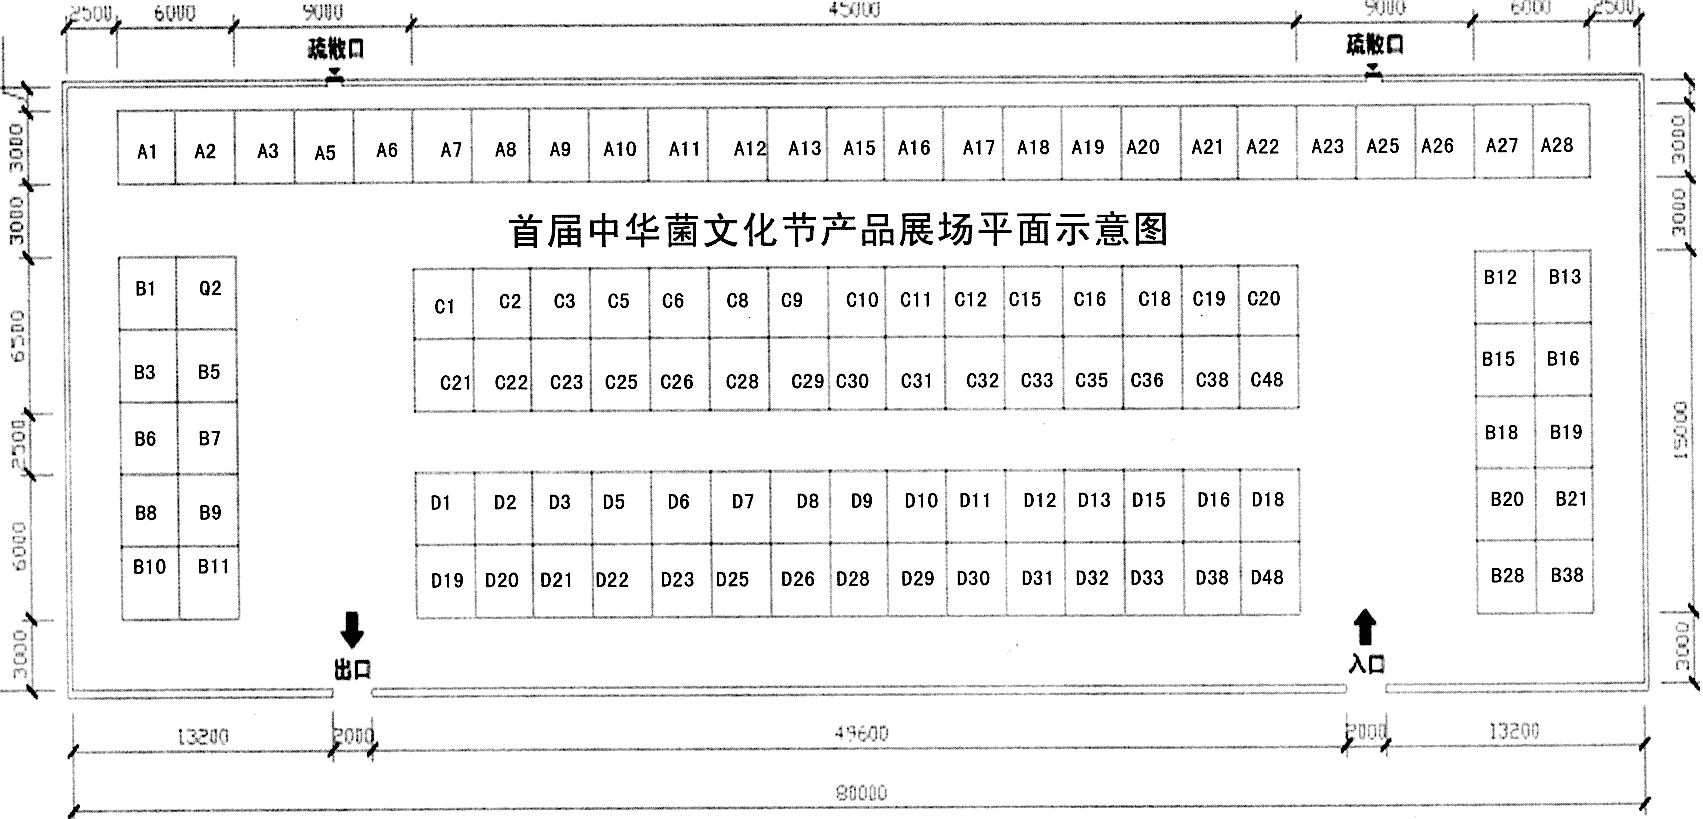 2500 6000 9000 45000 9000 6000 2500
疏散口 疏散口
3000 A1 A2 A3 A5 A6 A7 A8 A9 A10 A11 A12 A13 A15 A16 A17 A18 A19 A20 A21 A22 A23 A25 A26 A27 A28 3000
3000 首届中华菌文化节产品展场平面示意图 3000
B1 Q2 C1 C2 C3 C5 C6 C8 C9 C10 C11 C12 C15 C16 C18 C19 C20 B12 B13
6500
B3 B5 C21 C22 C23 C25 C26 C28 C29 C30 C31 C32 C33 C35 C36 C38 C48 B15 B16
2500 B6 B7 B18 B19 15000
B8 B9 D1 D2 D3 D5 D6 D7 D8 D9 D10 D11 D12 D13 D15 D16 D18 B20 B21
6000
B10 B11 D19 D20 D21 D22 D23 D25 D26 D28 D29 D30 D31 D32 D33 D38 D48 B28 B38
3000 出口 入口 3000
13200 2000 49600 2000 13200
80000